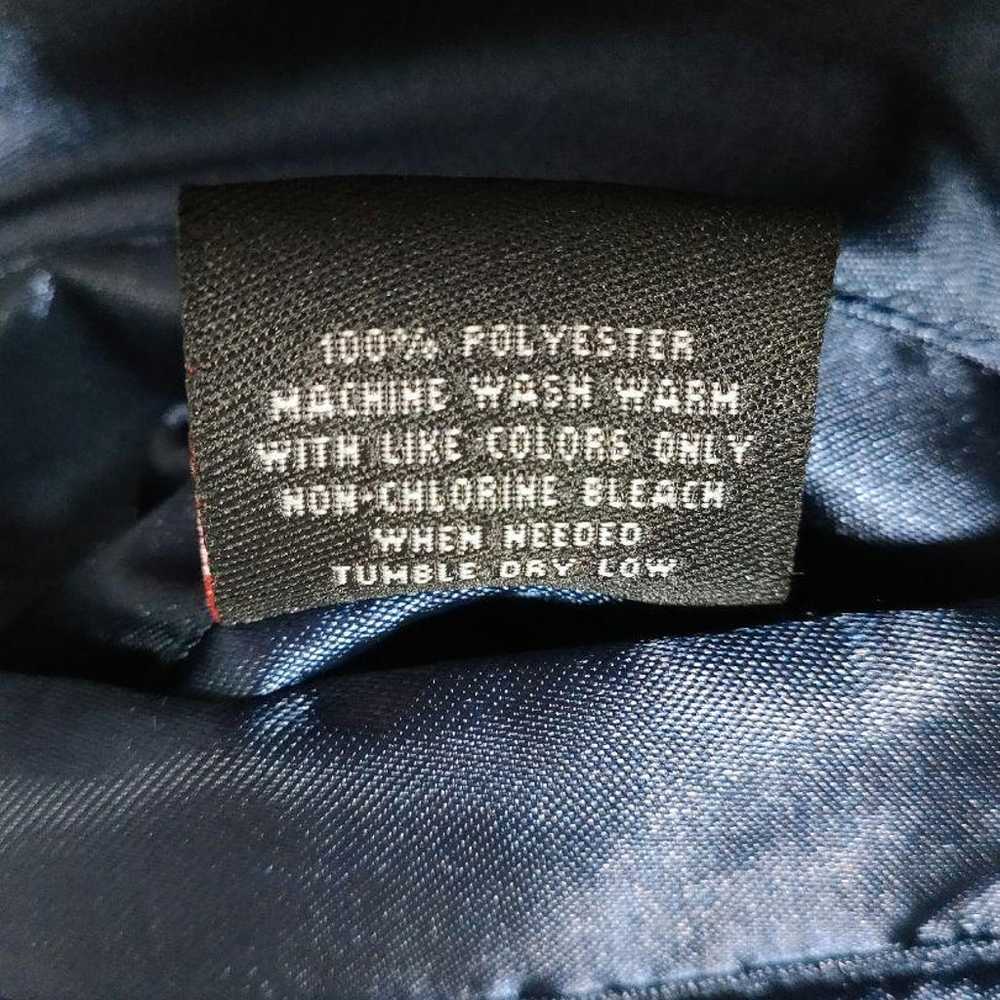 100% POLYESTER
MACHINE WASH WARM
WITH LIKE COLORS ONLY
NON-CHLORINE BLEACH
WHEN NEEDED
TUMBLE DRY LOW